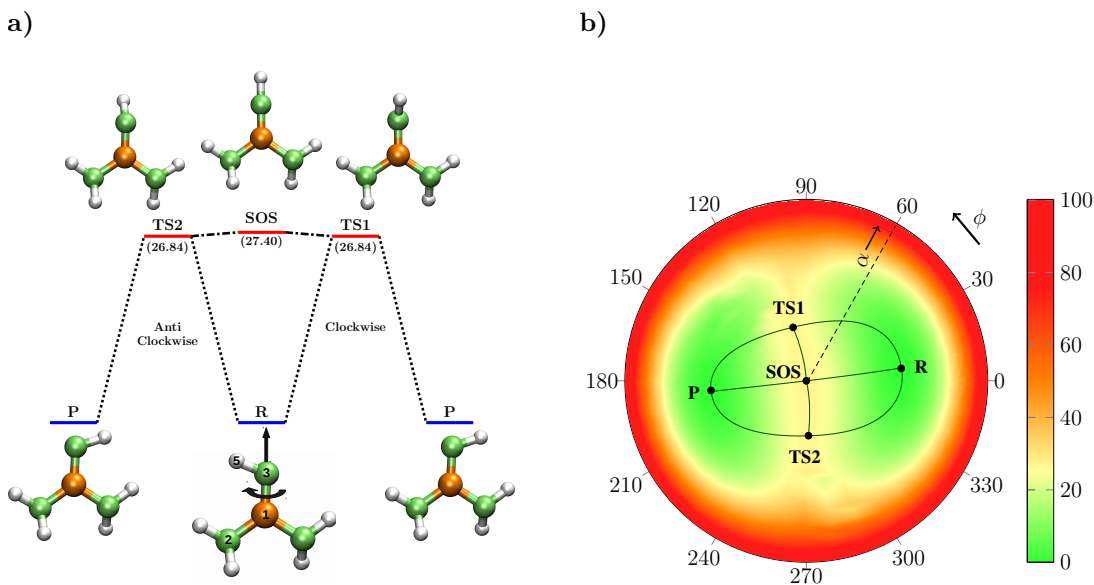 a)
TS2
(26.84)
SOS
(27.40)
TS1
(26.84)
Anti
Clockwise
Clockwise
P
R
P
5
3
1
2
b)
90
120
60
ϕ
α
150
30
TS1
SOS
R
P
180
0
TS2
210
330
240
300
270
100
80
60
40
20
0